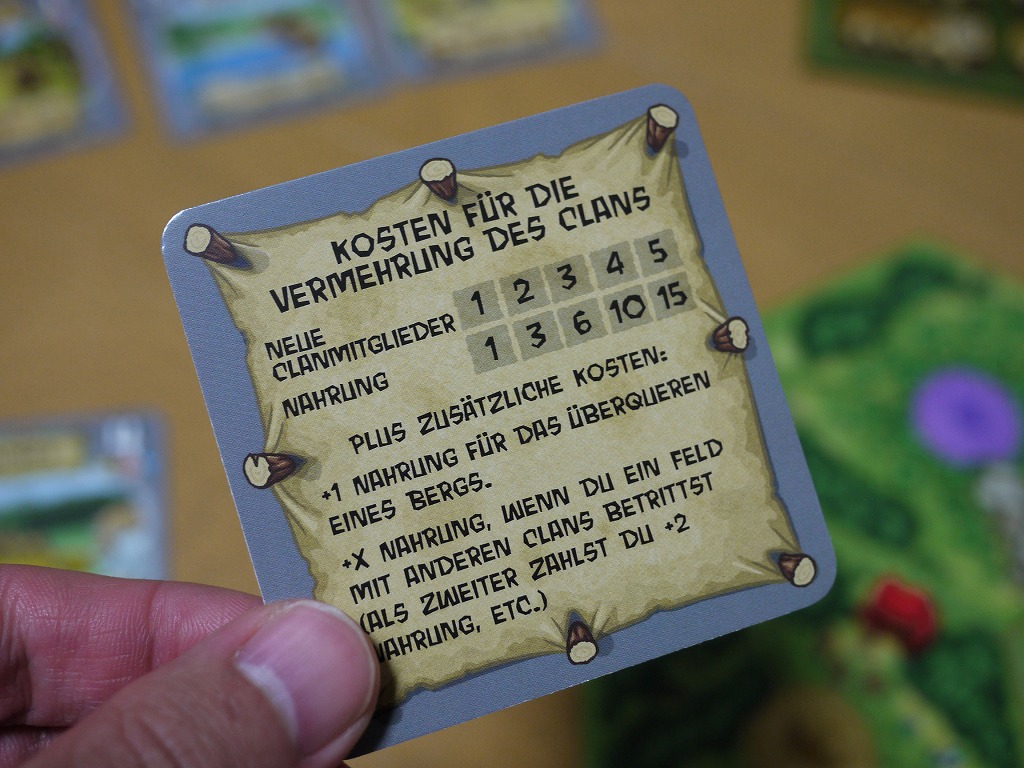 KOSTEN FÜR DIE
VERMEHRUNG DES CLANS
NEUE
CLANMITGLIEDER 1 2 3 4 5
NAHRUNG 1 3 6 10 15
PLUS ZUSÄTZLICHE KOSTEN:
+1 NAHRUNG FÜR DAS ÜBERQUEREN
EINES BERGS.
+X NAHRUNG, WENN DU EIN FELD
MIT ANDEREN CLANS BETRITTST
(ALS ZWEITER ZAHLST DU +2
NAHRUNG, ETC.)